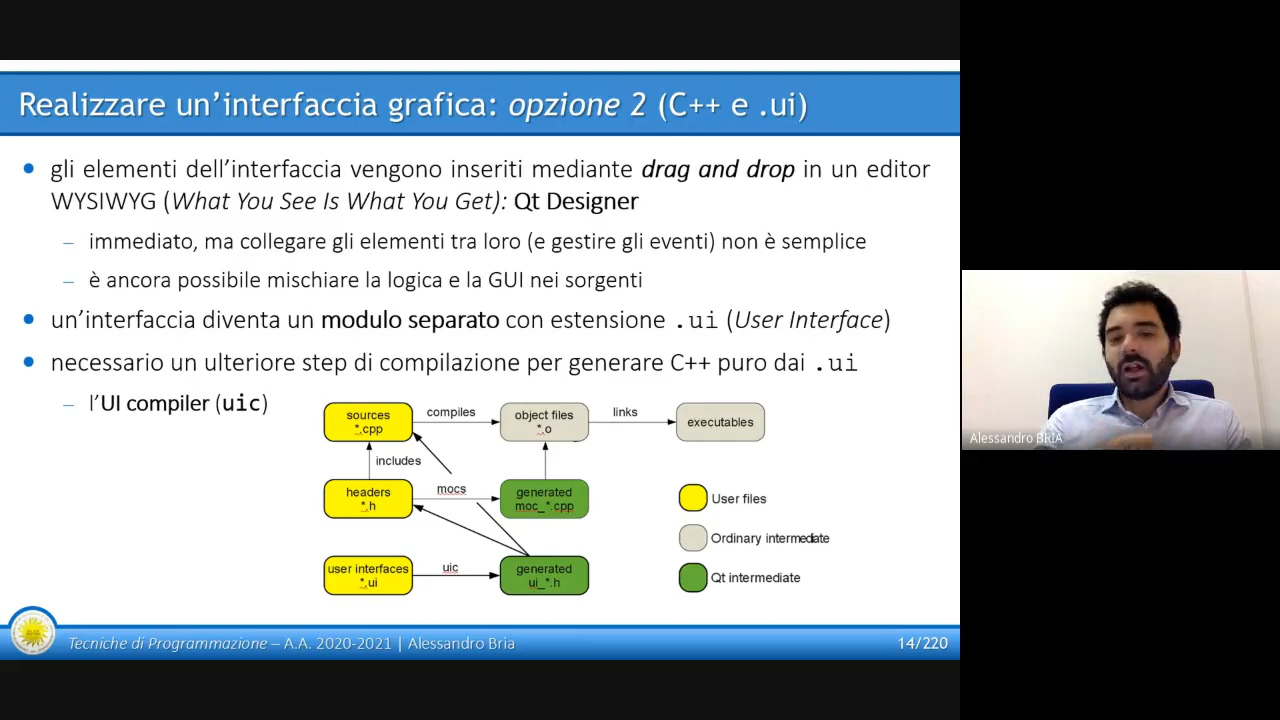 Realizzare un’interfaccia grafica: opzione 2 (C++ e .ui)
gli elementi dell’interfaccia vengono inseriti mediante drag and drop in un editor
WYSIWYG (What You See Is What You Get): Qt Designer
– immediato, ma collegare gli elementi tra loro (e gestire gli eventi) non è semplice
– è ancora possibile mischiare la logica e la GUI nei sorgenti
un’interfaccia diventa un modulo separato con estensione .ui (User Interface)
necessario un ulteriore step di compilazione per generare C++ puro dai .ui
– l’UI compiler (uic)
sources
*.cpp
compiles
object files
*.o
links
executables
includes
headers
*.h
mocs
generated
moc_*.cpp
user interfaces
*.ui
uic
generated
ui_*.h
User files
Ordinary intermediate
Qt intermediate
Alessandro BRIA
Tecniche di Programmazione – A.A. 2020-2021 | Alessandro Bria
14/220